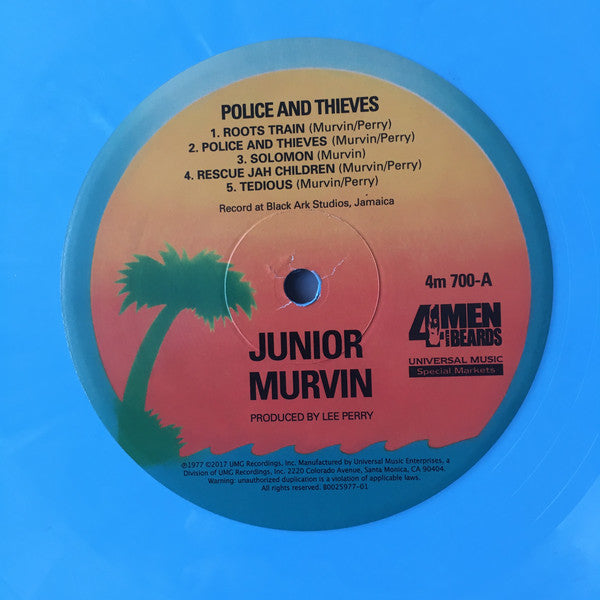 POLICE AND THIEVES
1. ROOTS TRAIN (Murvin/Perry)
2. POLICE AND THIEVES (Murvin/Perry)
3. SOLOMON (Murvin)
4. RESCUE JAH CHILDREN (Murvin/Perry)
5. TEDIOUS (Murvin/Perry)
Record at Black Ark Studios, Jamaica
4m 700-A
4 MEN
WITH BEARDS
UNIVERSAL MUSIC
Special Markets
JUNIOR
MURVIN
PRODUCED BY LEE PERRY
℗1977 ©2017 UMG Recordings, Inc. Manufactured by Universal Music Enterprises, a
Division of UMG Recordings, Inc. 2220 Colorado Avenue, Santa Monica, CA 90404.
Warning: unauthorized duplication is a violation of applicable laws.
All rights reserved. 80025977-01